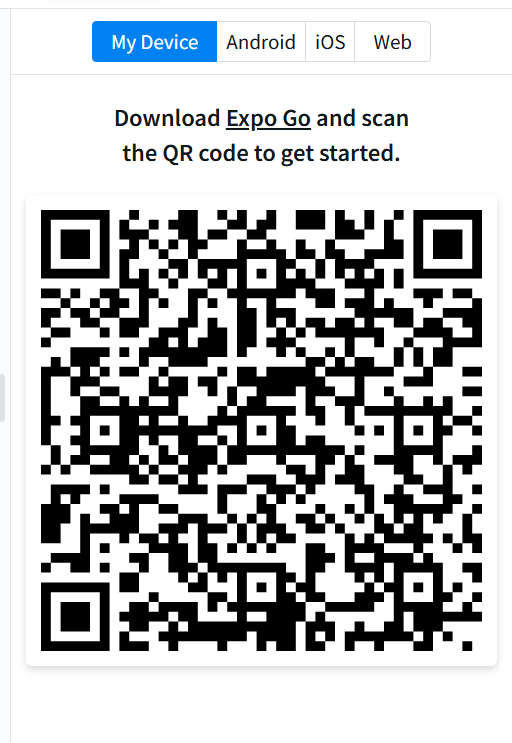 My Device Android iOS Web
Download Expo Go and scan
the QR code to get started.